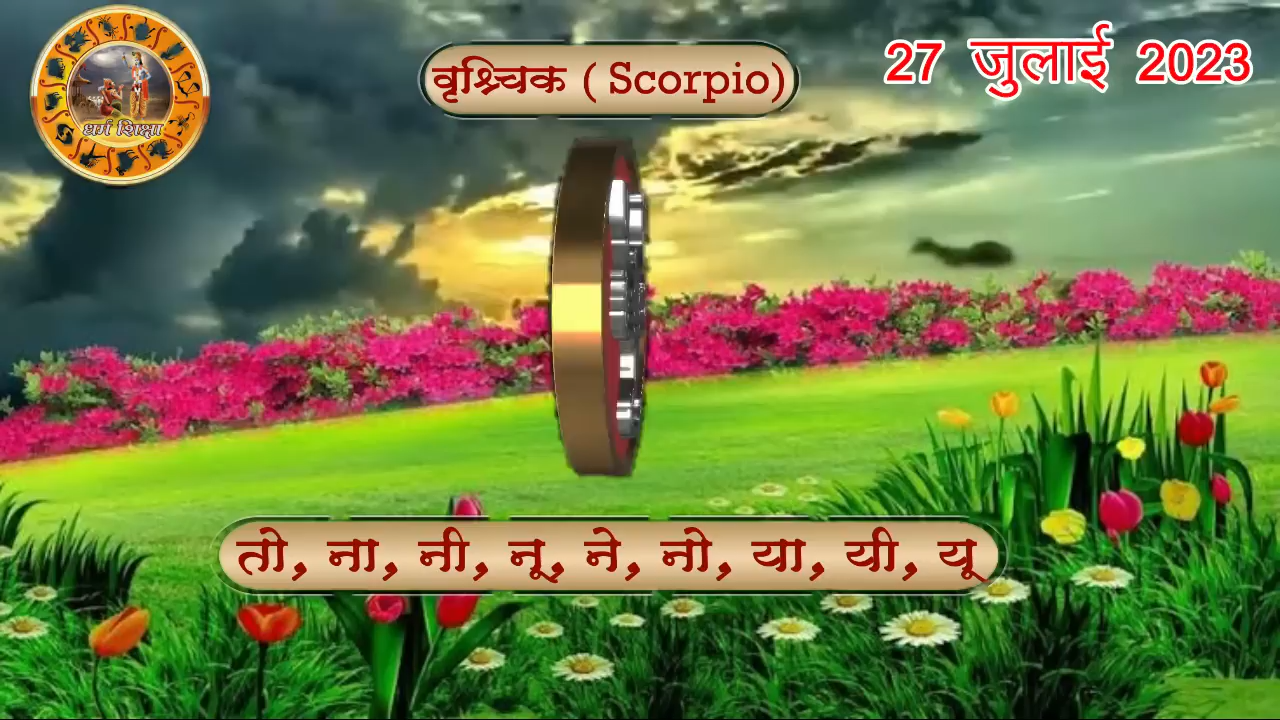 वृश्चिक ( Scorpio)
27 जुलाई 2023
धर्म शिक्षा
तो, ना, नी, नू, ने, नो, या, यी, यू